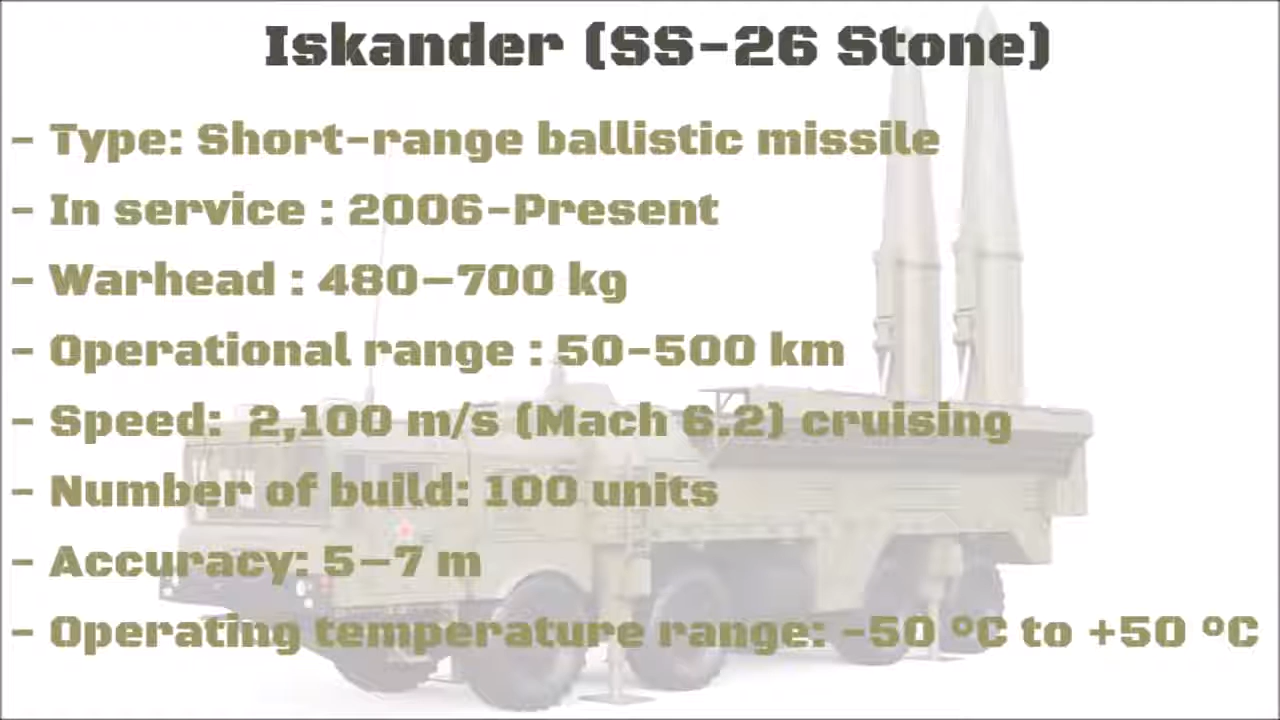 Iskander (SS-26 Stone)
- Type: Short-range ballistic missile
- In service : 2006-Present
- Warhead : 480–700 kg
- Operational range : 50-500 km
- Speed: 2,100 m/s (Mach 6.2) cruising
- Number of build: 100 units
- Accuracy: 5–7 m
- Operating temperature range: -50 °C to +50 °C